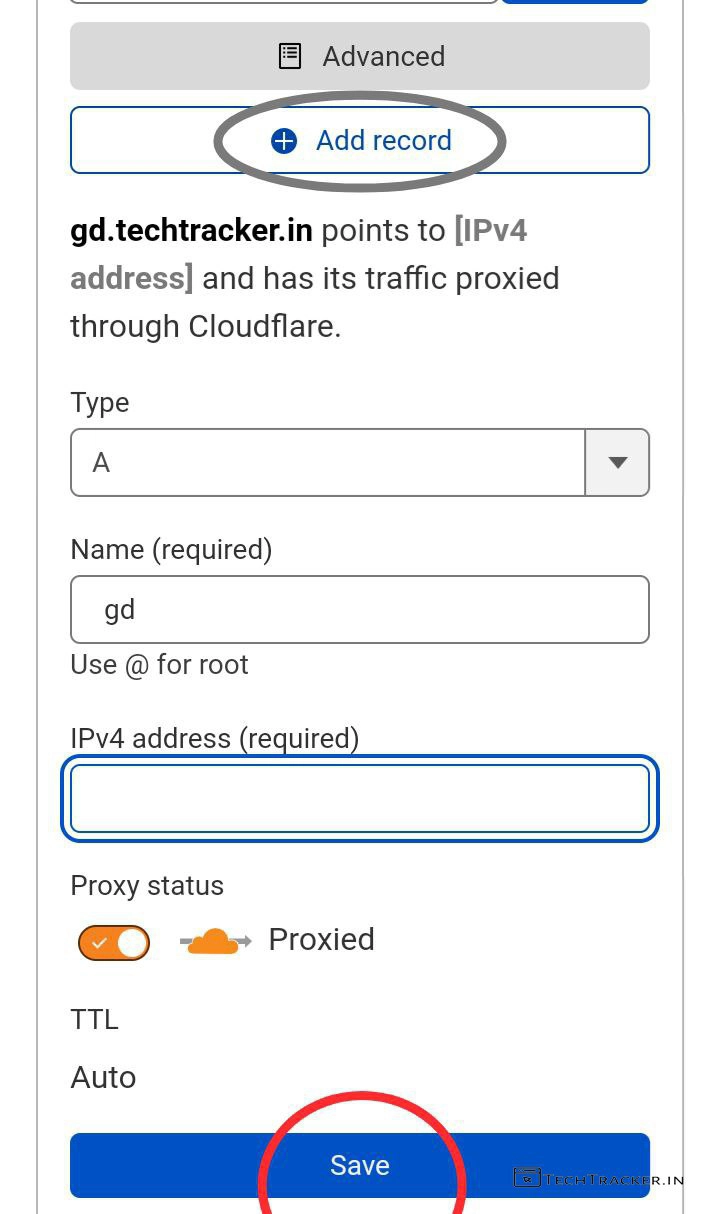 Advanced
Add record
gd.techtracker.in points to [IPv4
address] and has its traffic proxied
through Cloudflare.
Type
A
Name (required)
gd
Use @ for root
IPv4 address (required)
Proxy status
Proxied
TTL
Auto
Save
TECHTRACKER.IN